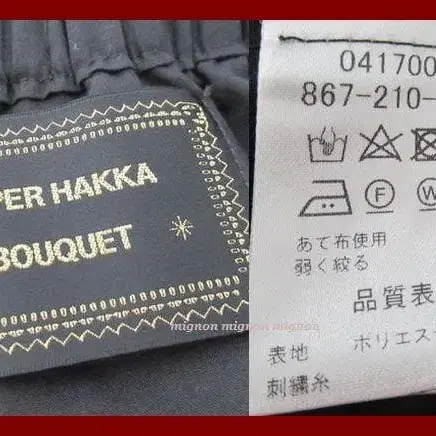 PER HAKKA
BOUQUET
mignon mignon mignon
041700
867-210-
F
W
あて布使用
弱く絞る
品質表
表地 ポリエス
刺繍糸